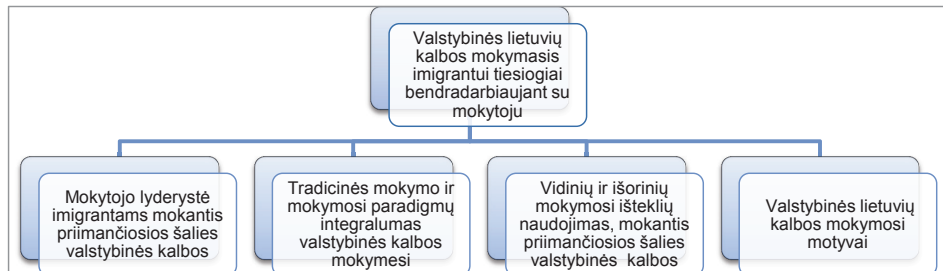 Valstybinės lietuvių
kalbos mokymasis
imigrantui tiesiogiai
bendradarbiaujant su
mokytoju
Mokytojo lyderystė
imigrantams mokantis
priimančiosios šalies
valstybinės kalbos
Tradicinės mokymo ir
mokymosi paradigmų
integralumas
valstybinės kalbos
mokymesi
Vidinių ir išorinių
mokymosi išteklių
naudojimas, mokantis
priimančiosios šalies
valstybinės kalbos
Valstybinės lietuvių
kalbos mokymosi
motyvai